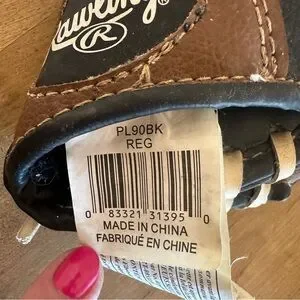 Rawlings
R
PL90BK
REG
0 83321 31395 0
MADE IN CHINA
FABRIQUÉ EN CHINE